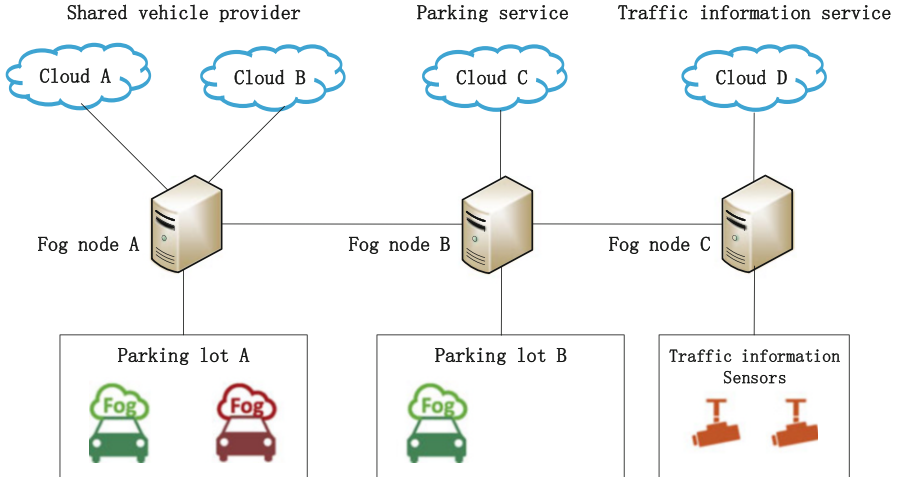 Shared vehicle provider
Parking service
Traffic information service
Cloud A
Cloud B
Cloud C
Cloud D
Fog node A
Fog node B
Fog node C
Parking lot A
Parking lot B
Traffic information
Sensors
Fog
Fog
Fog